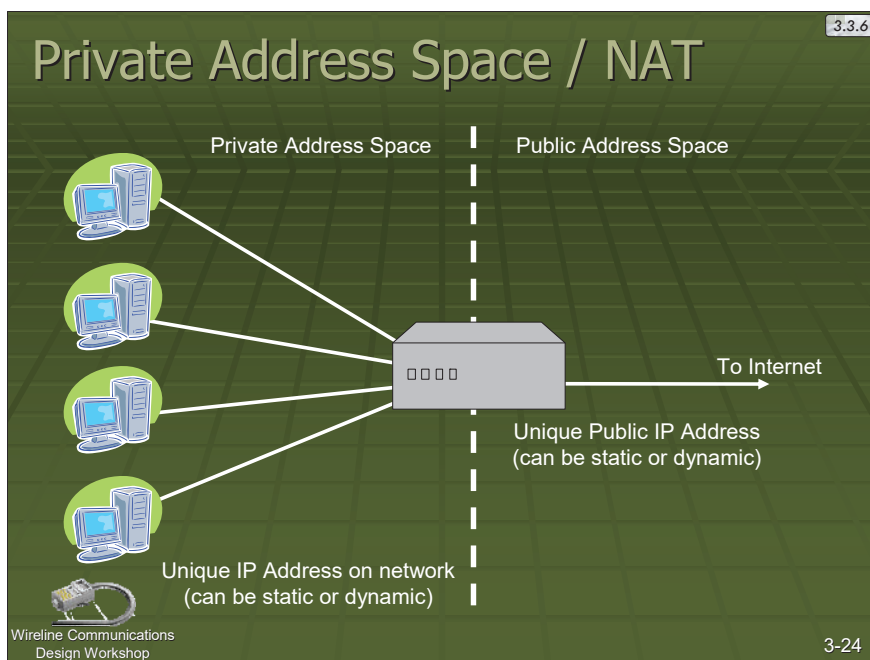 3.3.6
Private Address Space / NAT
Private Address Space
Public Address Space
To Internet
Unique Public IP Address
(can be static or dynamic)
Unique IP Address on network
(can be static or dynamic)
Wireline Communications
Design Workshop
3-24